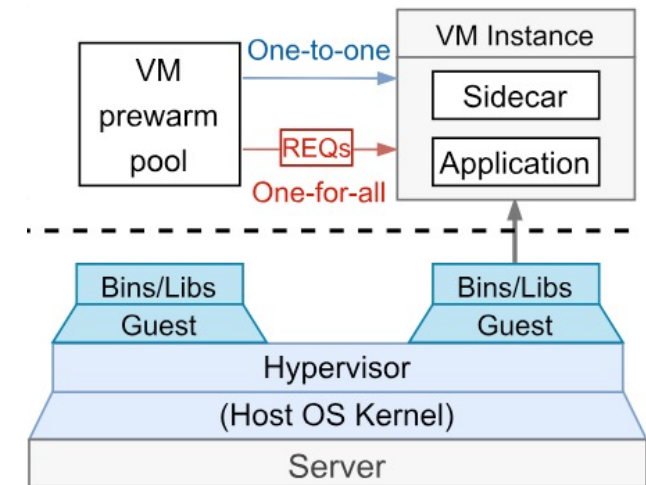 VM
prewarm
pool
One-to-one
REQs
One-for-all
VM Instance
Sidecar
Application
Bins/Libs
Guest
Bins/Libs
Guest
Hypervisor
(Host OS Kernel)
Server